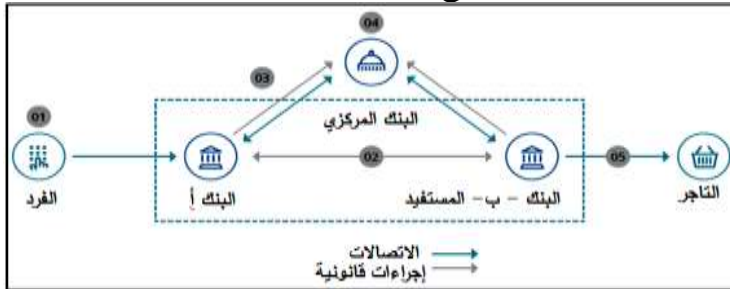 04
03
01
البنك المركزي
02
05
الفرد
البنك أ
البنك - ب- المستفيد
التاجر
الاتصالات
إجراءات قانونية